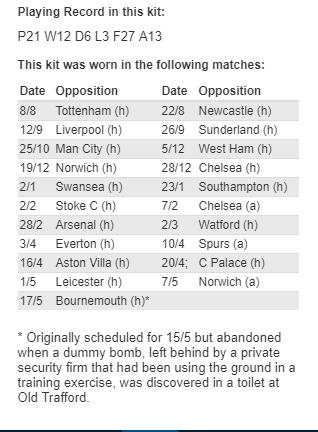 Playing Record in this kit:
P21 W12 D6 L3 F27 A13
This kit was worn in the following matches:
Date Opposition Date Opposition
8/8 Tottenham (h) 22/8 Newcastle (h)
12/9 Liverpool (h) 26/9 Sunderland (h)
25/10 Man City (h) 5/12 West Ham (h)
19/12 Norwich (h) 28/12 Chelsea (h)
2/1 Swansea (h) 23/1 Southampton (h)
2/2 Stoke C (h) 7/2 Chelsea (a)
28/2 Arsenal (h) 2/3 Watford (h)
3/4 Everton (h) 10/4 Spurs (a)
16/4 Aston Villa (h) 20/4; C Palace (h)
1/5 Leicester (h) 7/5 Norwich (a)
17/5 Bournemouth (h)*
* Originally scheduled for 15/5 but abandoned
when a dummy bomb, left behind by a private
security firm that had been using the ground in a
training exercise, was discovered in a toilet at
Old Trafford.